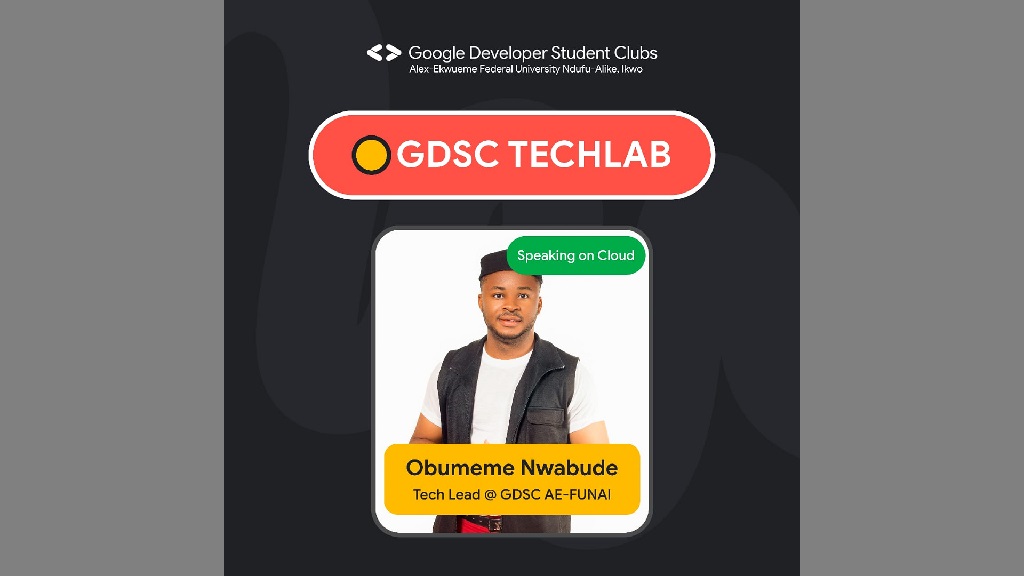 Google Developer Student Clubs
Alex-Ekwueme Federal University Ndufu-Alike, Ikwo
GDSC TECHLAB
Speaking on Cloud
Obumeme Nwabude
Tech Lead @ GDSC AE-FUNAI